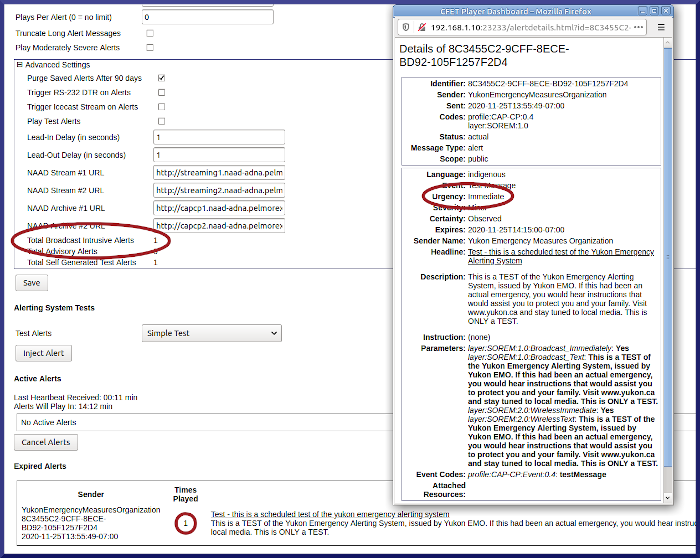 Plays Per Alert (0 = no limit)
0
Truncate Long Alert Messages
Play Moderately Severe Alerts
Advanced Settings
Purge Saved Alerts After 90 days
Trigger RS-232 DTR on Alerts
Trigger Icecast Stream on Alerts
Play Test Alerts
Lead-In Delay (in seconds)
1
Lead-Out Delay (in seconds)
1
NAAD Stream #1 URL
http://streaming1.naad-adna.pelm
NAAD Stream #2 URL
http://streaming2.naad-adna.pelm
NAAD Archive #1 URL
http://capcp1.naad-adna.pelmorex
NAAD Archive #2 URL
http://capcp2.naad-adna.pelmorex
Total Broadcast Intrusive Alerts
1
Total Advisory Alerts
Total Self Generated Test Alerts
1
Save
Alerting System Tests
Test Alerts
Simple Test
Inject Alert
Active Alerts
Last Heartbeat Received: 00:11 min
Alerts Will Play In: 14:12 min
No Active Alerts
Cancel Alerts
Expired Alerts
Sender
Times
Played
YukonEmergencyMeasuresOrganization
8C3455C2-9CFF-8ECE-
BD92-105F1257F2D4
2020-11-25T13:55:49-07:00
1
Test - this is a scheduled test of the yukon emergency alerting system
This is a TEST of the Yukon Emergency Alerting System, issued by Yukon EMO. If this had been an actual emergency, you would hear instruc
local media. This is ONLY a TEST.
CFET Player Dashboard – Mozilla Firefox
192.168.1.10:23233/alertdetails.html?id=8C3455C2-
Details of 8C3455C2-9CFF-8ECE-
BD92-105F1257F2D4
Identifier: 8C3455C2-9CFF-8ECE-BD92-105F1257F2D4
Sender: YukonEmergencyMeasuresOrganization
Sent: 2020-11-25T13:55:49-07:00
Codes: profile:CAP-CP:0.4
layer:SOREM:1.0
Status: actual
Message Type: alert
Scope: public
Language: indigenous
Event: Test Message
Urgency: Immediate
Severity: Minor
Certainty: Observed
Expires: 2020-11-25T14:15:00-07:00
Sender Name: Yukon Emergency Measures Organization
Headline: Test - this is a scheduled test of the Yukon Emergency
Alerting System
Description: This is a TEST of the Yukon Emergency Alerting
System, issued by Yukon EMO. If this had been an
actual emergency, you would hear instructions that
would assist you to protect you and your family. Visit
www.yukon.ca and stay tuned to local media. This is
ONLY a TEST.
Instruction: (none)
Parameters: layer:SOREM:1.0:Broadcast_Immediately: Yes
layer:SOREM:1.0:Broadcast_Text: This is a TEST of
the Yukon Emergency Alerting System, issued by
Yukon EMO. If this had been an actual emergency,
you would hear instructions that would assist you
to protect you and your family. Visit www.yukon.ca
and stay tuned to local media. This is ONLY a TEST.
layer:SOREM:2.0:WirelessImmediate: Yes
layer:SOREM:2.0:WirelessText: This is a TEST of
the Yukon Emergency Alerting System, issued by
Yukon EMO. If this had been an actual emergency,
you would hear instructions that would assist you
to protect you and your family. Visit www.yukon.ca
and stay tuned to local media. This is ONLY a TEST.
Event Codes: profile:CAP-CP:Event:0.4: testMessage
Attached
Resources: